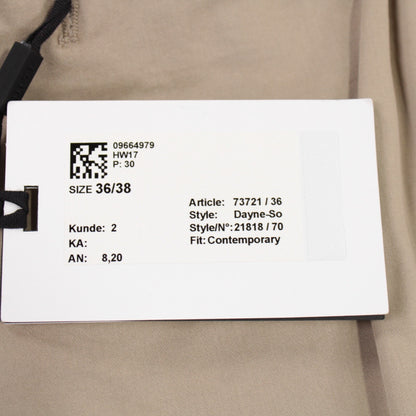 09664979
HW17
P: 30
SIZE 36/38
Article: 73721 / 36
Style: Dayne-So
Kunde: 2
Style/N°: 21818 / 70
KA:
Fit: Contemporary
AN: 8,20